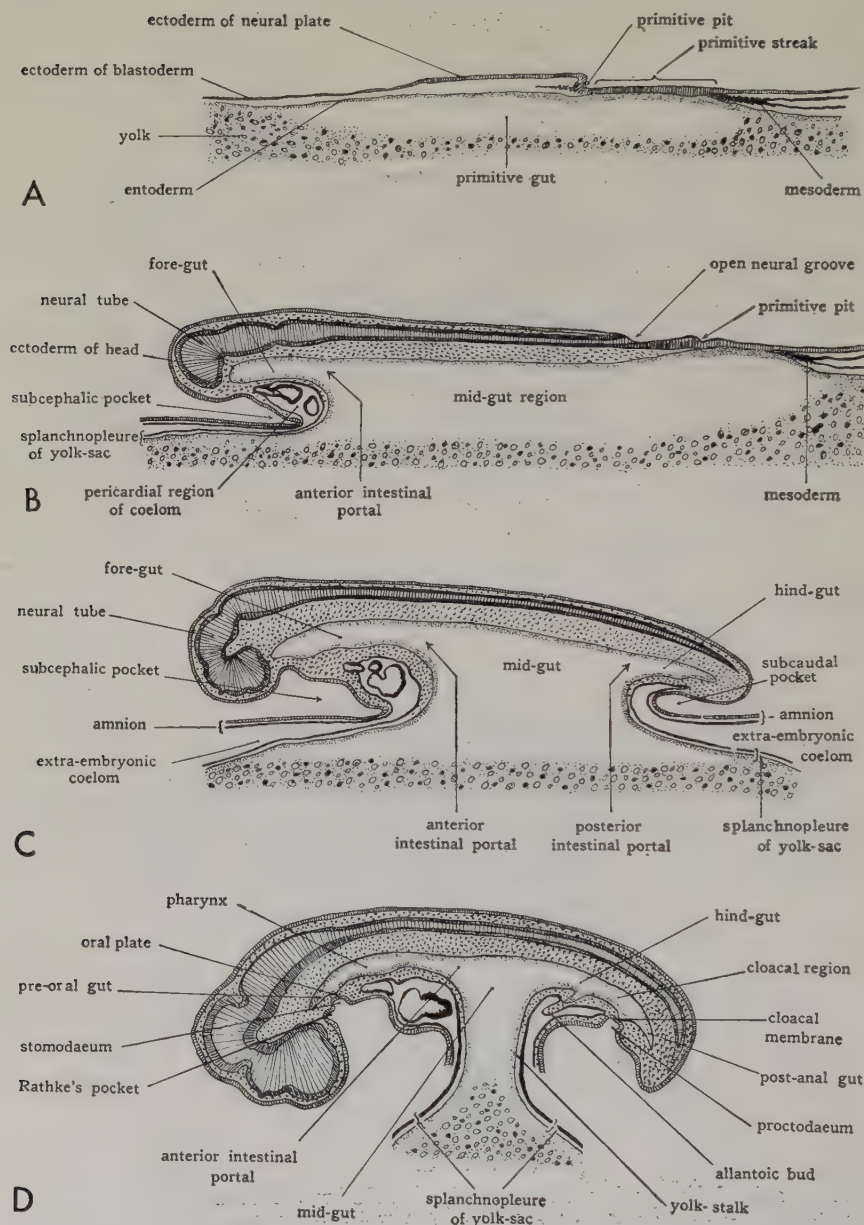 ectoderm of neural plate
primitive pit
primitive streak
ectoderm of blastoderm
yolk
entoderm
primitive gut
mesoderm
A
fore-gut
open neural groove
neural tube
primitive pit
ectoderm of head
subcephalic pocket
mid-gut region
splanchnopleure
of yolk-sac
pericardial region
of coelom
anterior intestinal
portal
mesoderm
B
fore-gut
hind-gut
neural tube
mid-gut
subcaudal
pocket
subcephalic pocket
amnion
amnion
extra-embryonic
coelom
extra-embryonic
coelom
anterior
intestinal portal
posterior
intestinal portal
splanchnopleure
of yolk-sac
C
pharynx
hind-gut
oral plate
cloacal region
pre-oral gut
cloacal
membrane
stomodaeum
post-anal gut
Rathke's pocket
proctodaeum
anterior intestinal
portal
allantoic bud
mid-gut
splanchnopleure
of yolk-sac
yolk-stalk
D